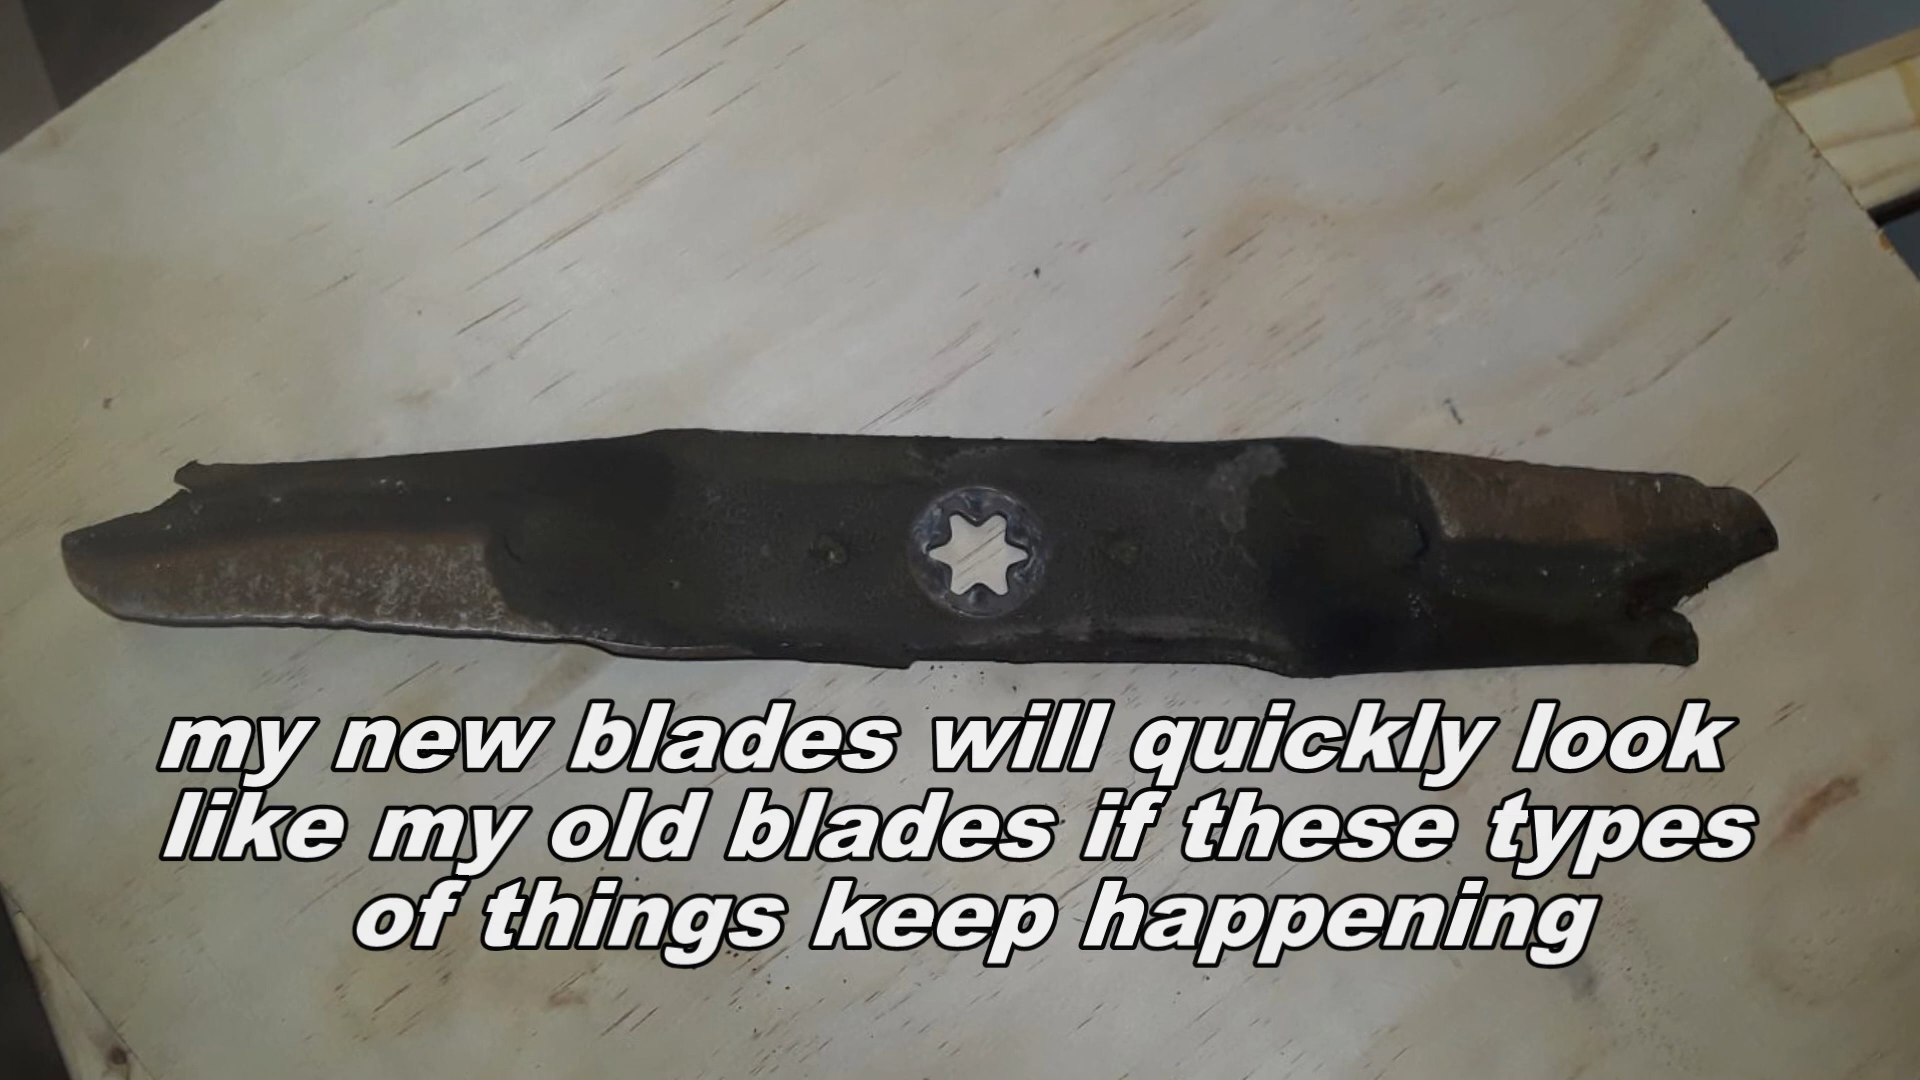 my new blades will quickly look
like my old blades if these types
of things keep happening